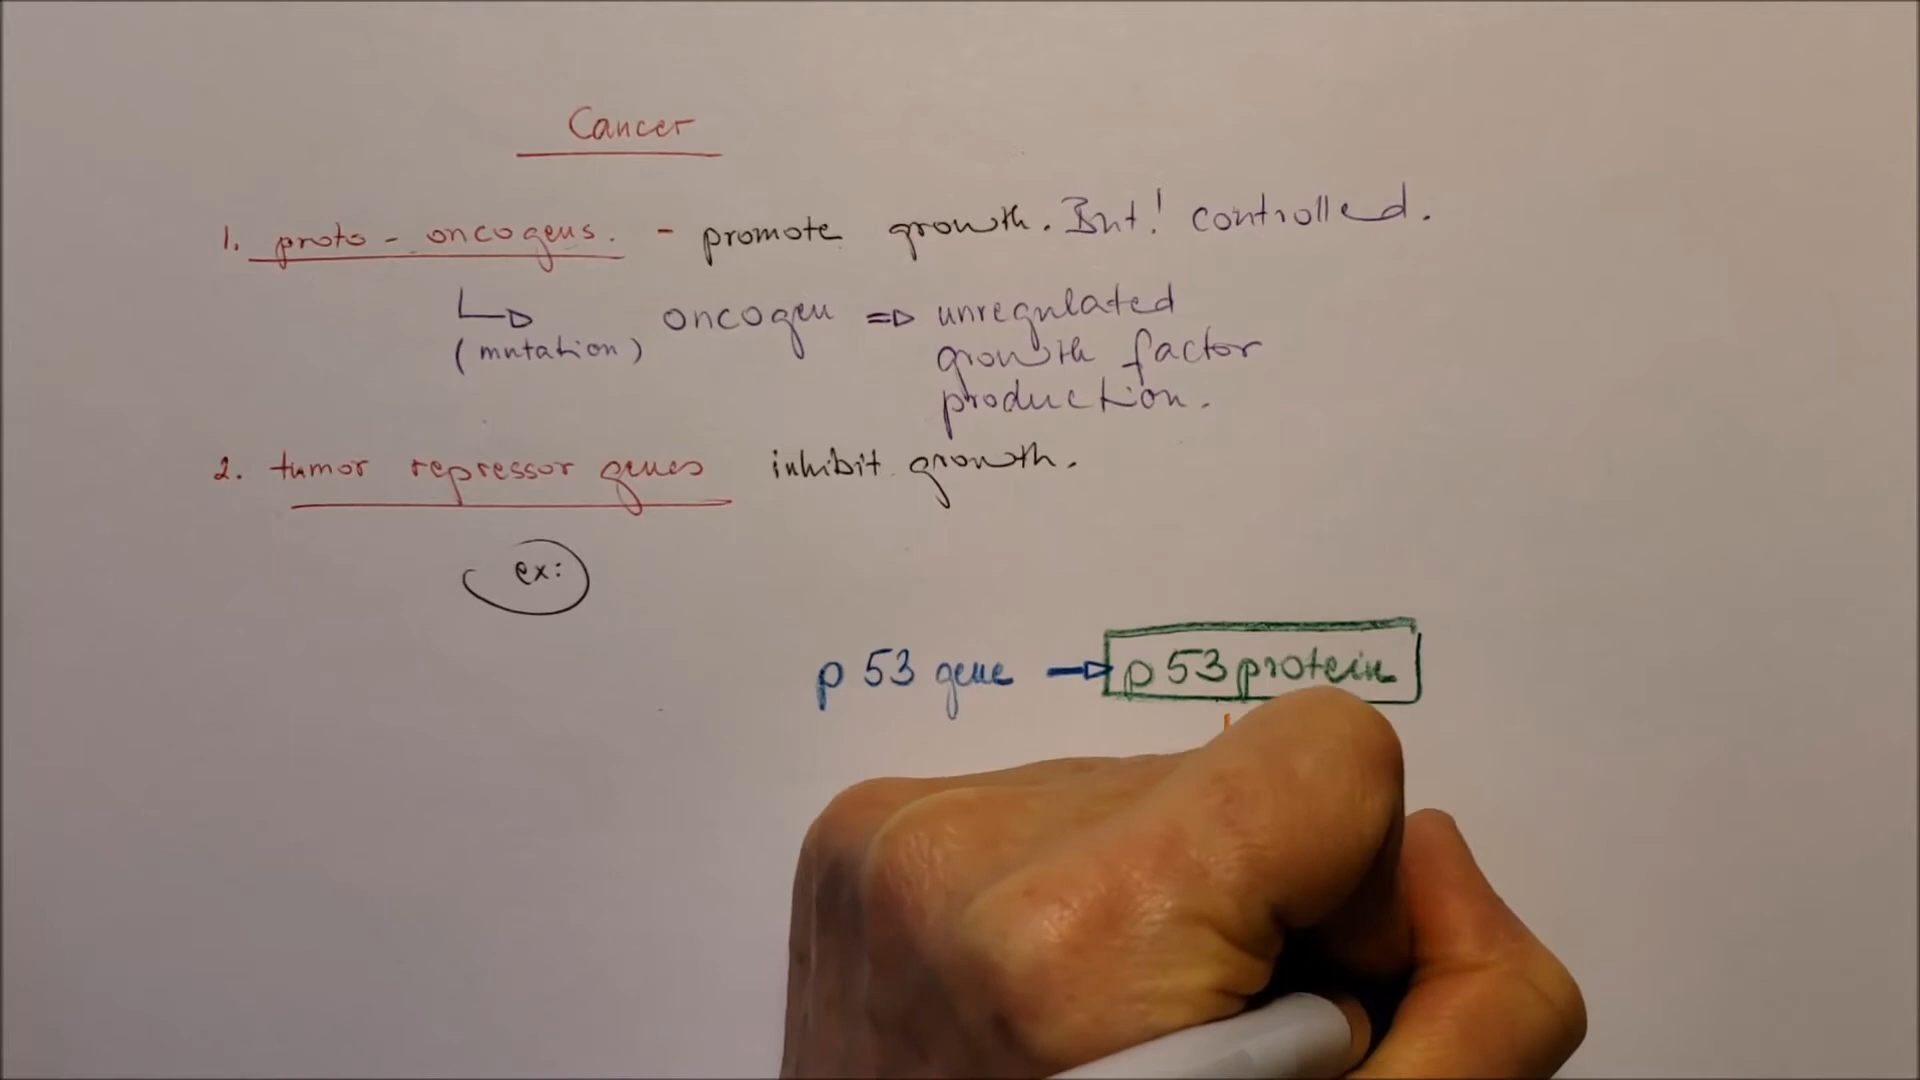 Cancer
1. proto - oncogens. - promote growth. But! controlled.
(mutation) oncogen => unregulated
growth factor
production.
2. tumor repressor genes inhibit growth.
ex:
p 53 gene → p 53 protein